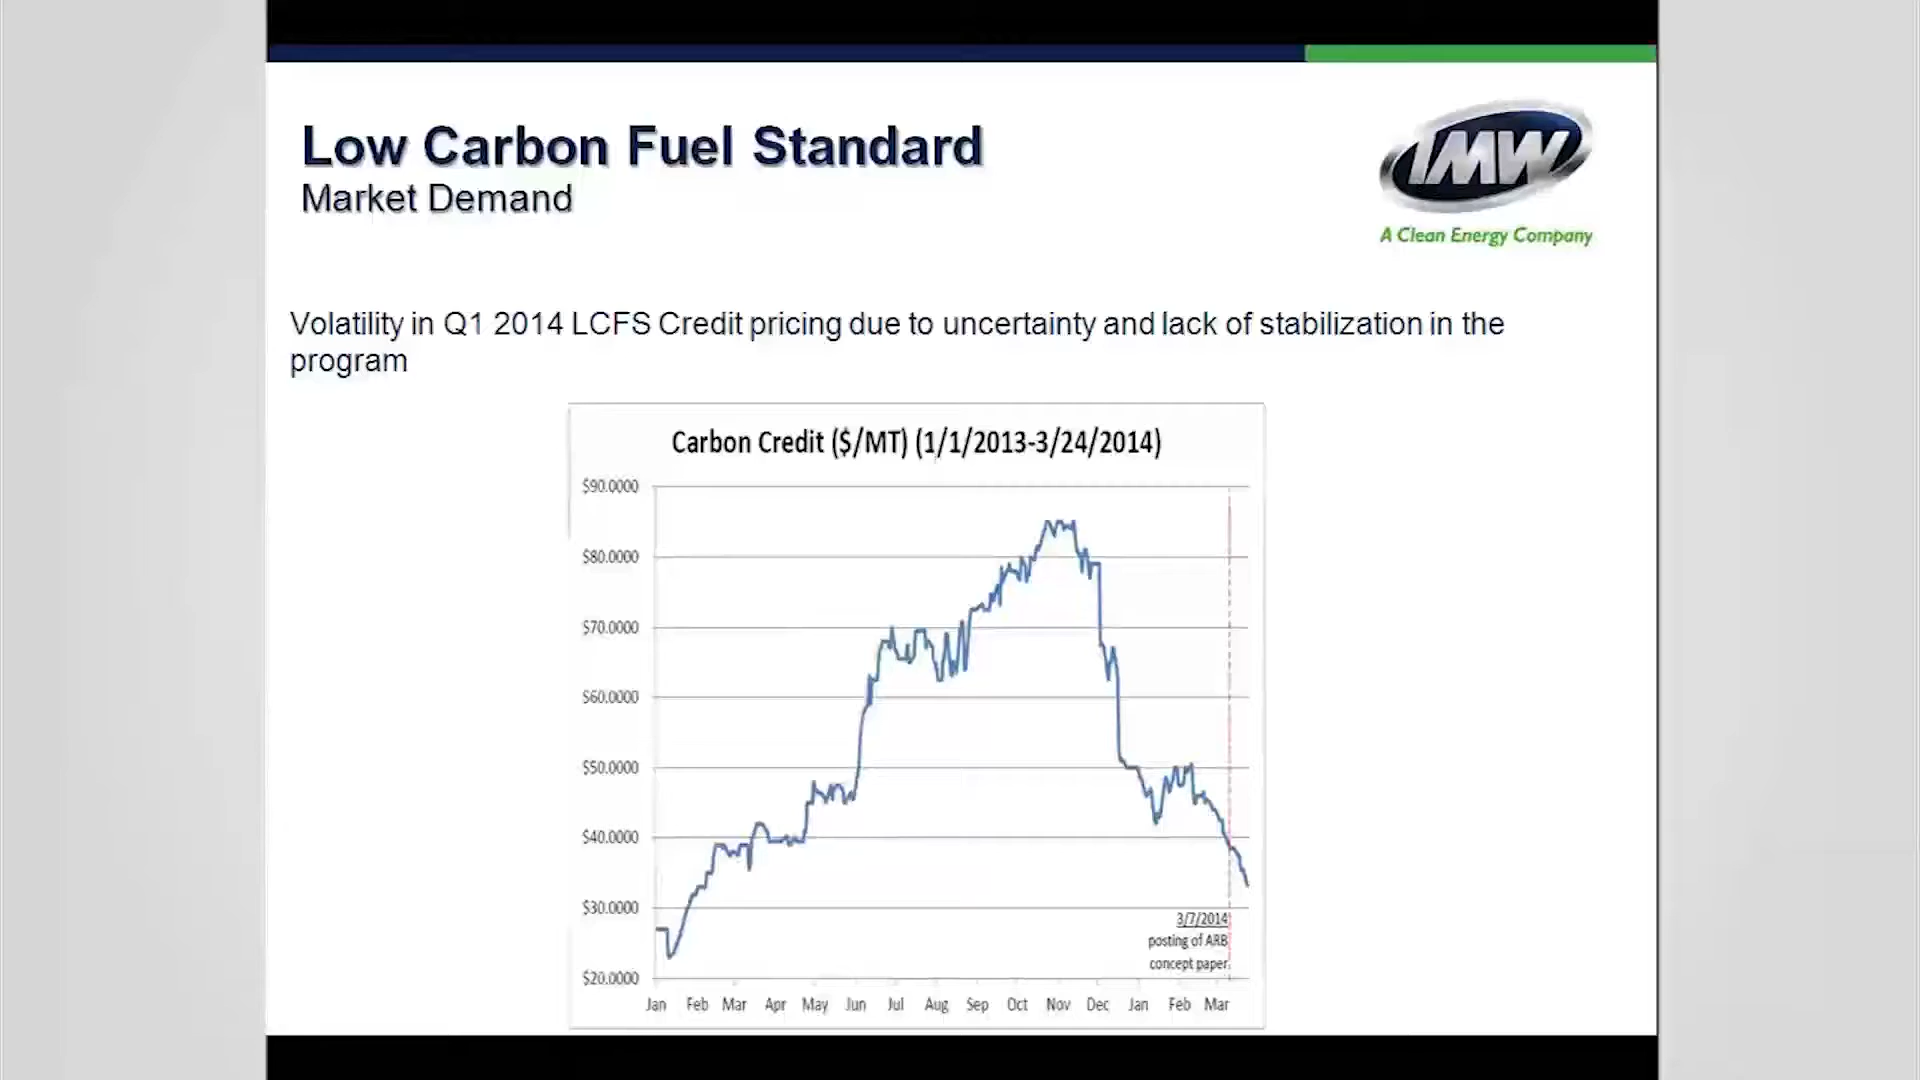 Low Carbon Fuel Standard
Market Demand
IMW
A Clean Energy Company
Volatility in Q1 2014 LCFS Credit pricing due to uncertainty and lack of stabilization in the
program
Carbon Credit ($/MT) (1/1/2013-3/24/2014)
$90.0000
$80.0000
$70.0000
$60.0000
$50.0000
$40.0000
$30.0000
$20.0000
3/7/2014
posting of ARB
concept paper
Jan Feb Mar Apr May Jun Jul Aug Sep Oct Nov Dec Jan Feb Mar